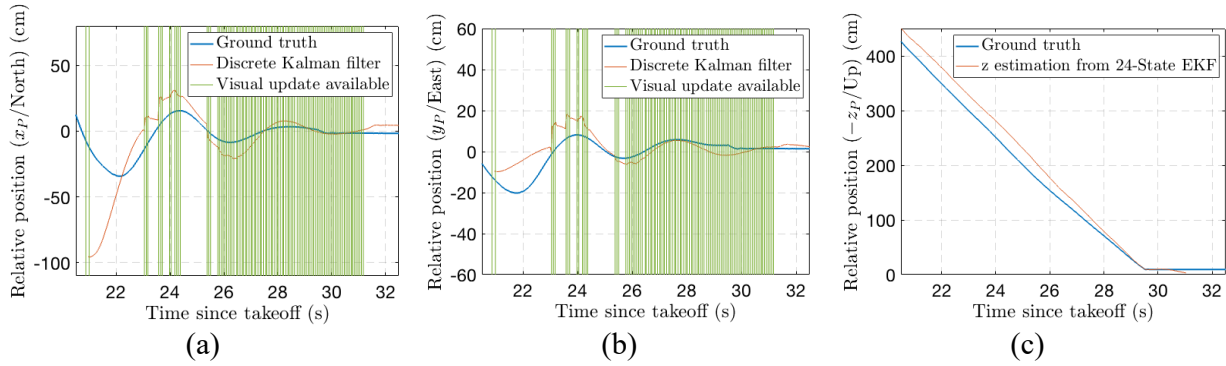 Relative position (x_P/North) (cm)
50
0
-50
-100
Ground truth
Discrete Kalman filter
Visual update available
22 24 26 28 30 32
Time since takeoff (s)
(a)
Relative position (y_P/East) (cm)
60
40
20
0
-20
-40
-60
Ground truth
Discrete Kalman filter
Visual update available
22 24 26 28 30 32
Time since takeoff (s)
(b)
Relative position (−z_P/Up) (cm)
400
300
200
100
0
Ground truth
z estimation from 24-State EKF
22 24 26 28 30 32
Time since takeoff (s)
(c)